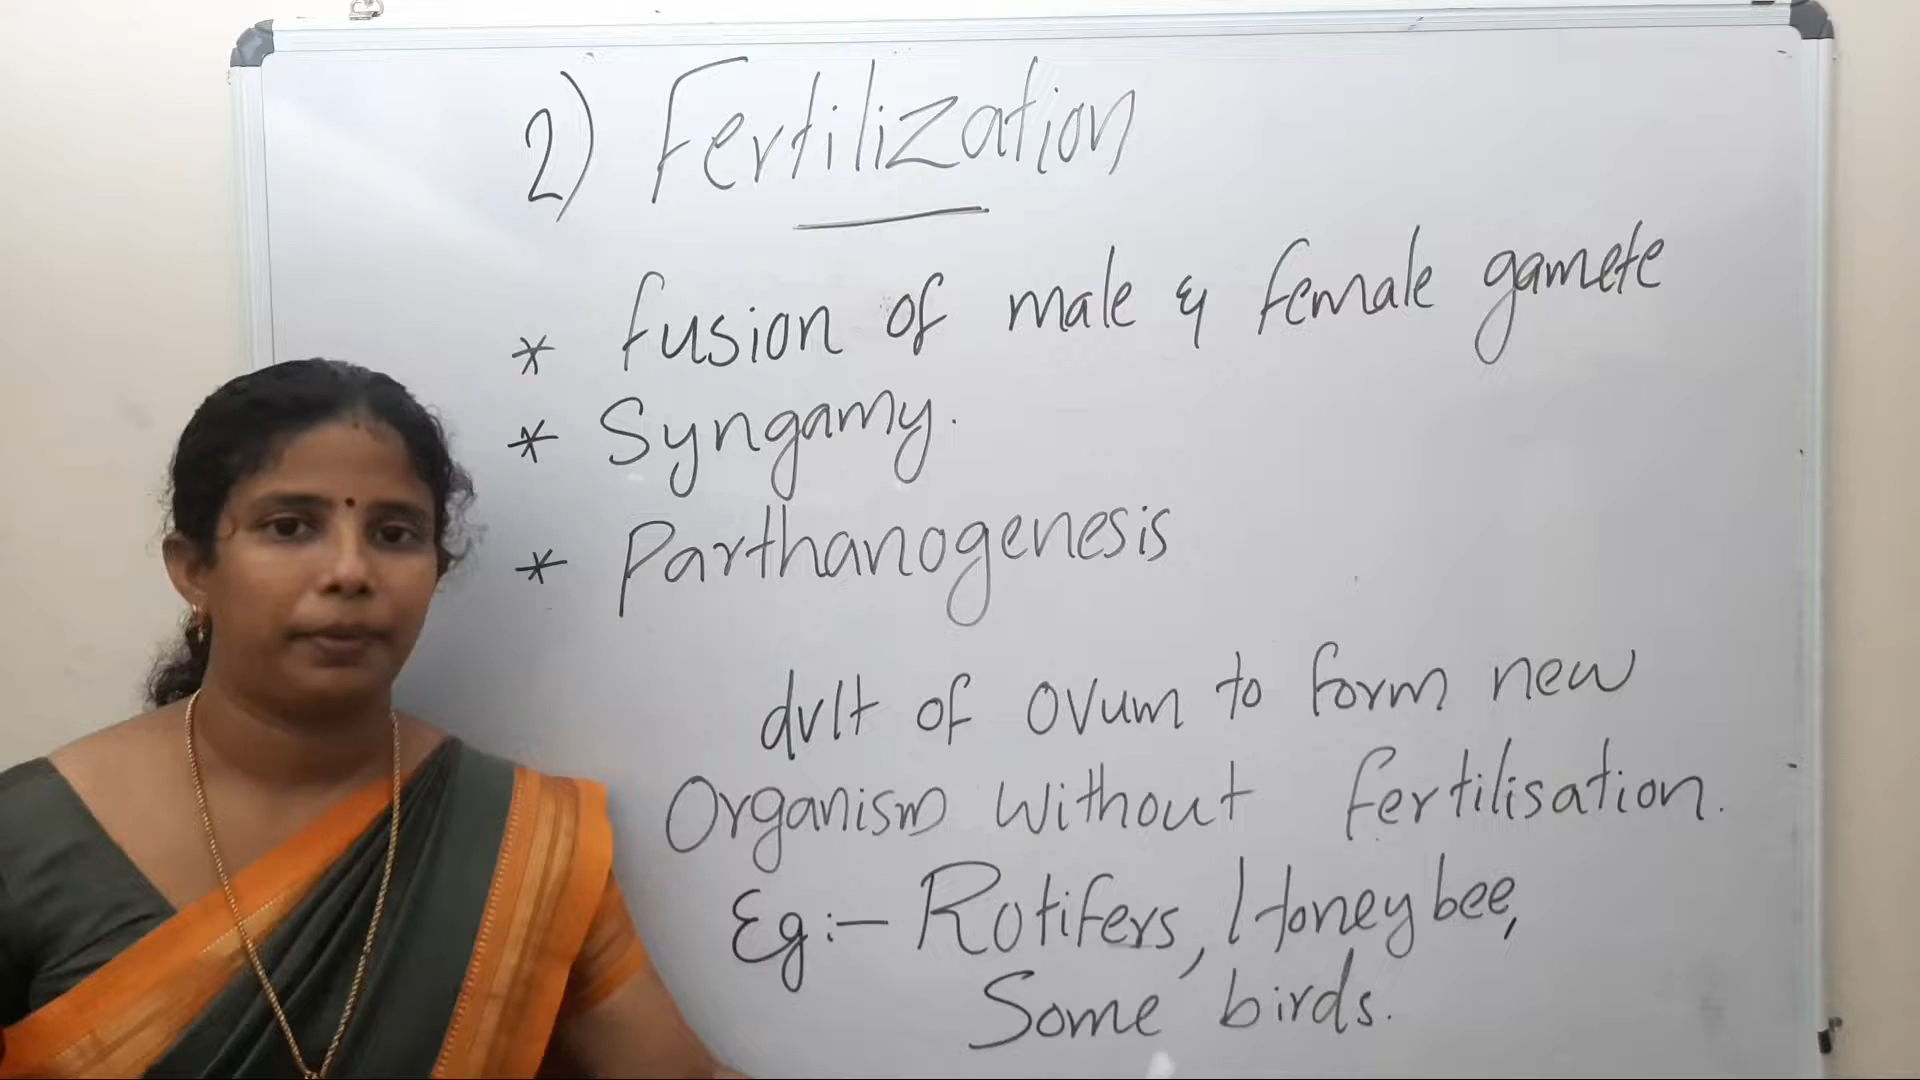 2) Fertilization
* fusion of male & female gamete
* Syngamy.
* Parthanogenesis
dvlt of ovum to form new
Organism without fertilisation.
Eg:- Rotifers, Honeybee,
Some birds.